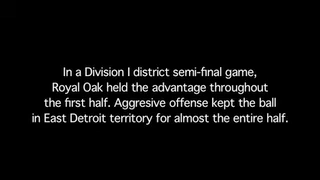 In a Division I district semi-final game,
Royal Oak held the advantage throughout
the first half. Aggresive offense kept the ball
in East Detroit territory for almost the entire half.